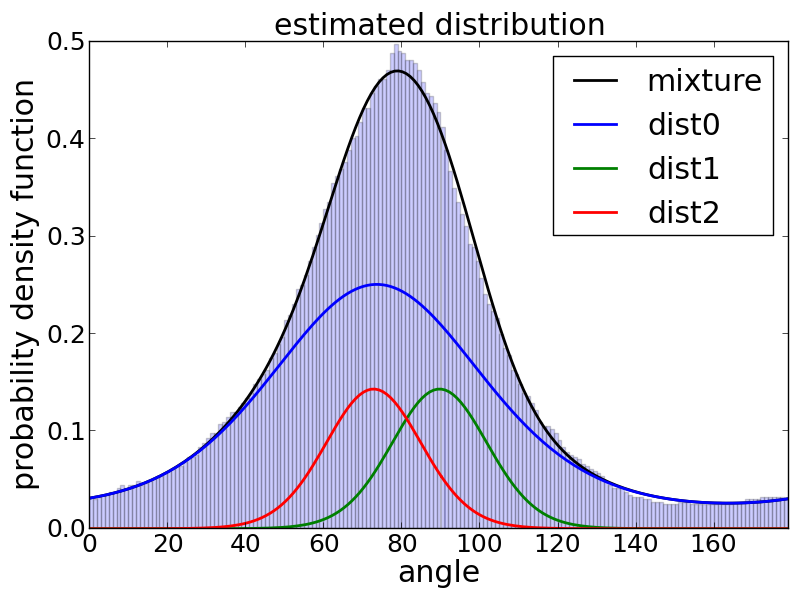 estimated distribution
probability density function
0.5
0.4
0.3
0.2
0.1
0.0
mixture
dist0
dist1
dist2
0 20 40 60 80 100 120 140 160
angle